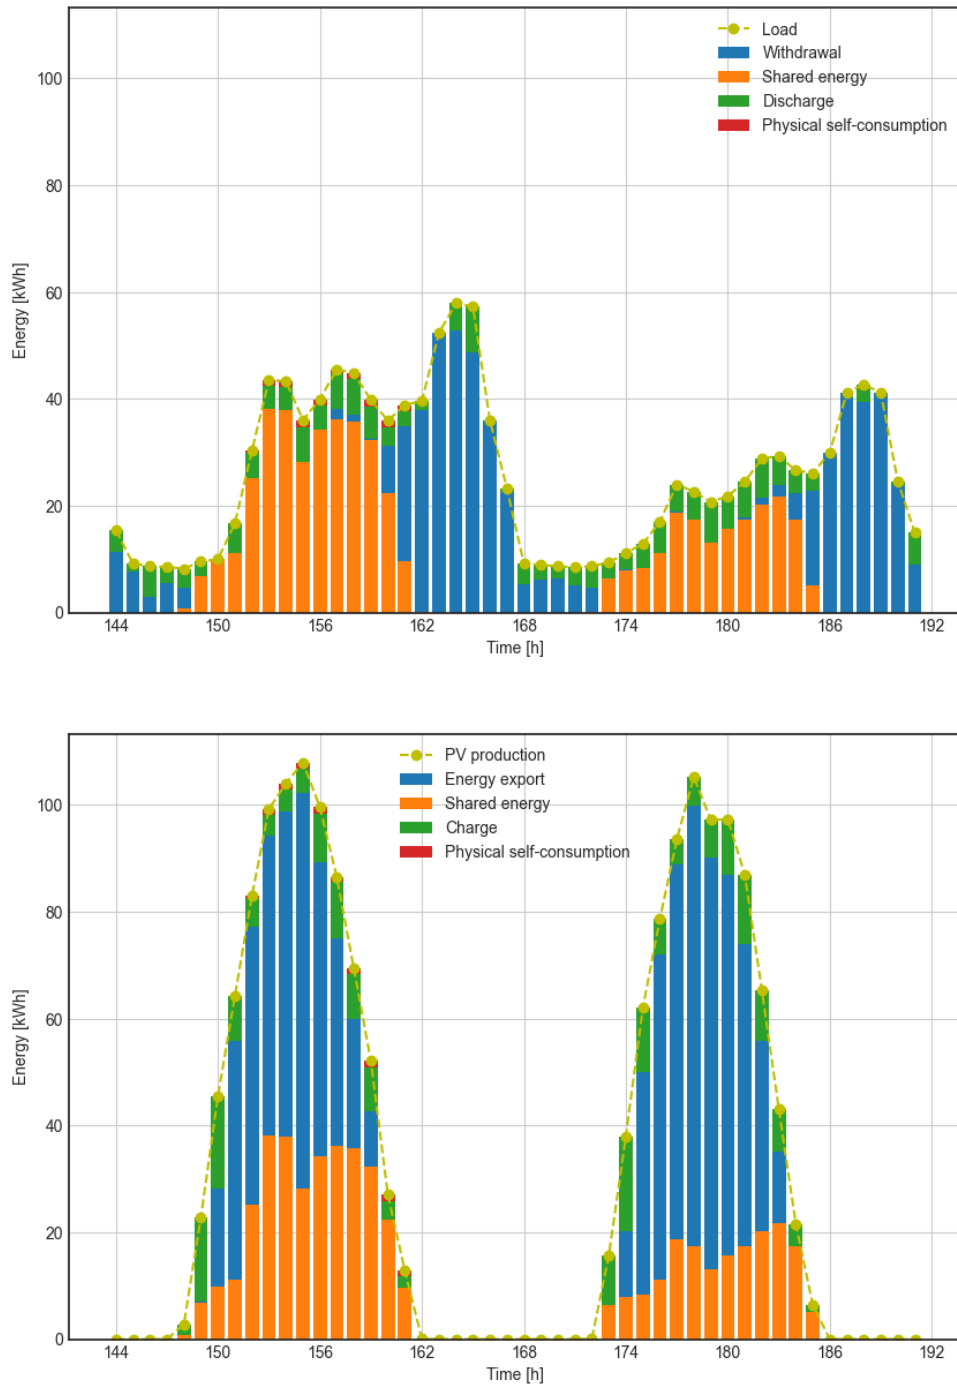 Load
Withdrawal
Shared energy
Discharge
Physical self-consumption
100
80
60
40
20
0
Energy [kWh]
144 150 156 162 168 174 180 186 192
Time [h]
PV production
Energy export
Shared energy
Charge
Physical self-consumption
100
80
60
40
20
0
Energy [kWh]
144 150 156 162 168 174 180 186 192
Time [h]